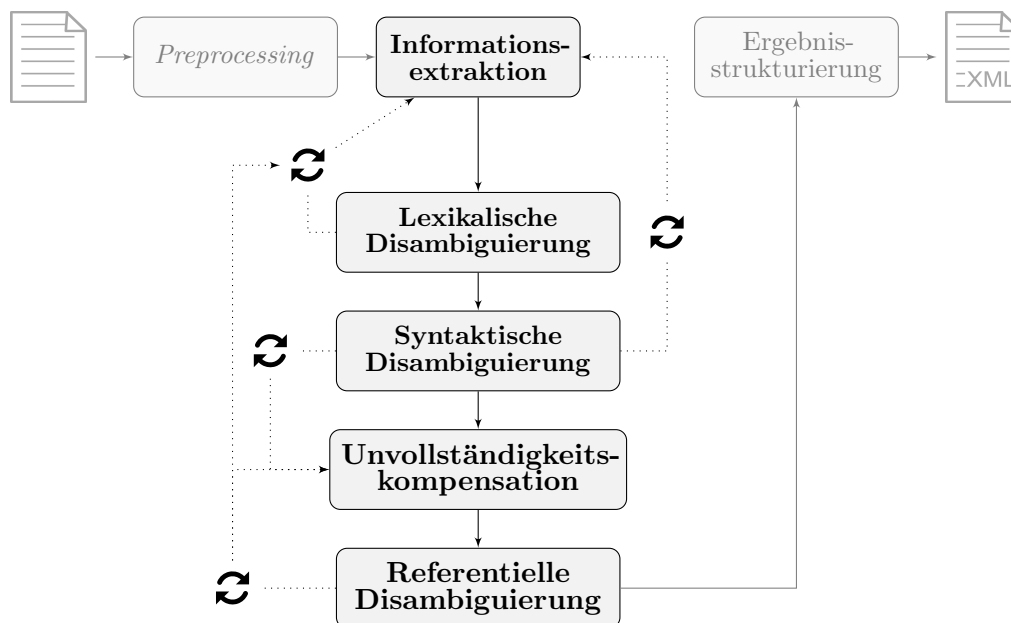 Preprocessing
Informations-
extraktion
Ergebnis-
strukturierung
XML
Lexikalische
Disambiguierung
Syntaktische
Disambiguierung
Unvollständigkeits-
kompensation
Referentielle
Disambiguierung